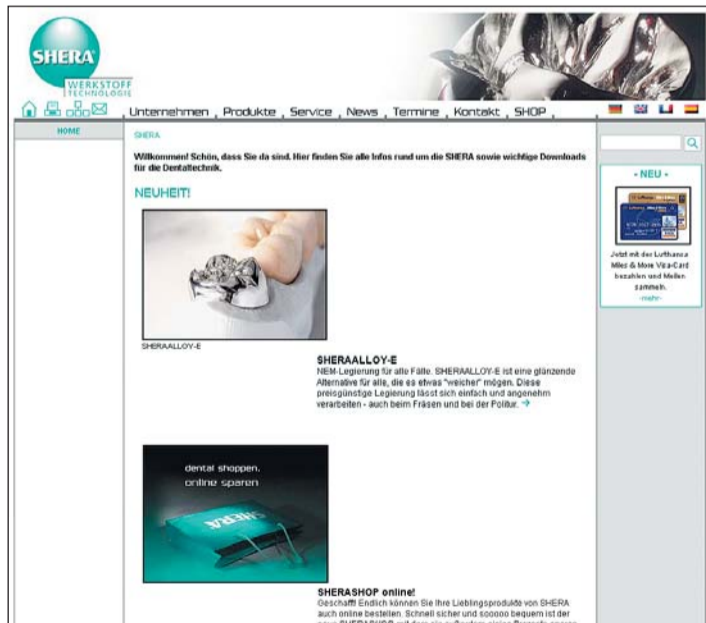 SHERA
WERKSTOFF
TECHNOLOGIE
Unternehmen , Produkte , Service , News , Termine , Kontakt , SHOP ,
HOME
SHERA
Willkommen! Schön, dass Sie da sind. Hier finden Sie alle Infos rund um die SHERA sowie wichtige Downloads
für die Dentaltechnik.
NEUHEIT!
SHERAALLOY-E
SHERAALLOY-E
NEM-Legierung für alle Fälle. SHERAALLOY-E ist eine glänzende
Alternative für alle, die es etwas "weicher" mögen. Diese
preisgünstige Legierung lässt sich einfach und angenehm
verarbeiten - auch beim Fräsen und bei der Politur.
dental shoppen,
online sparen
SHERA
SHERASHOP online!
Geschafft! Endlich können Sie Ihre Lieblingsprodukte von SHERA
auch online bestellen. Schnell sicher und sooooo bequem ist der
- NEU -
Jetzt mit der Lufthansa
Miles & More Visa-Card
bezahlen und Meilen
sammeln.
-mehr-